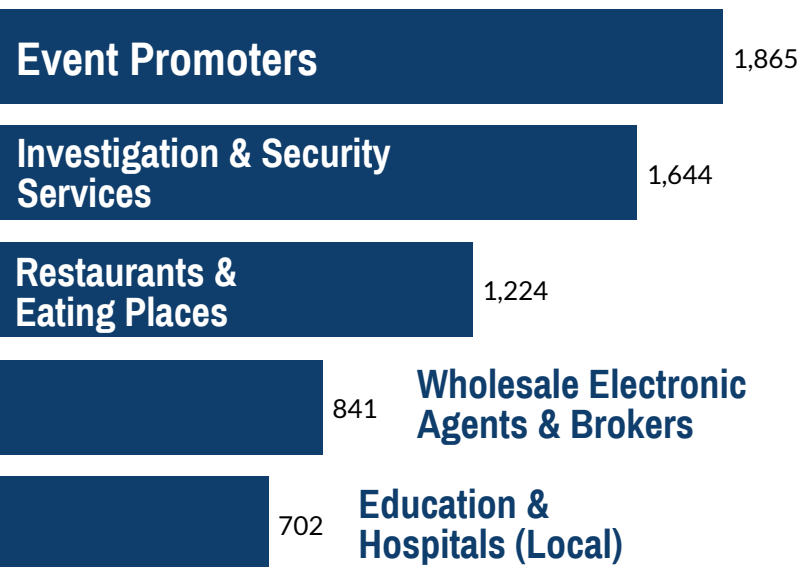 Event Promoters
1,865
Investigation & Security
Services
1,644
Restaurants &
Eating Places
1,224
841
Wholesale Electronic
Agents & Brokers
702
Education &
Hospitals (Local)